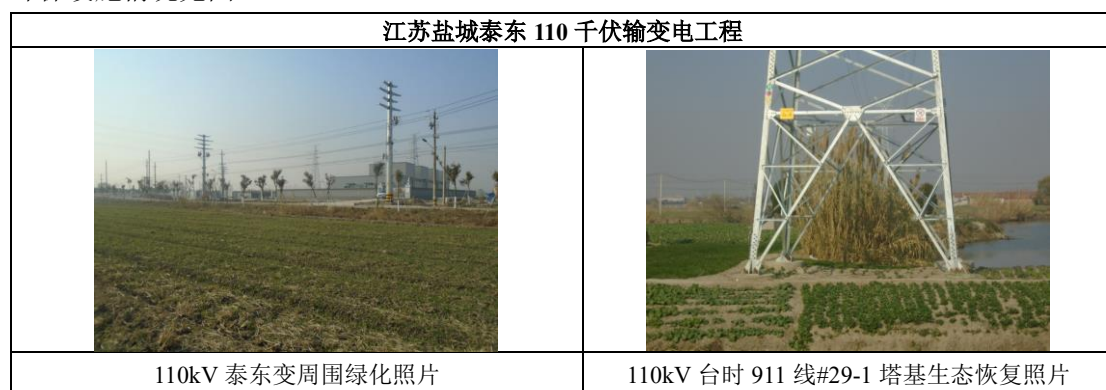 江苏盐城泰东 110 千伏输变电工程
110kV 泰东变周围绿化照片
110kV 台时 911 线#29-1 塔基生态恢复照片